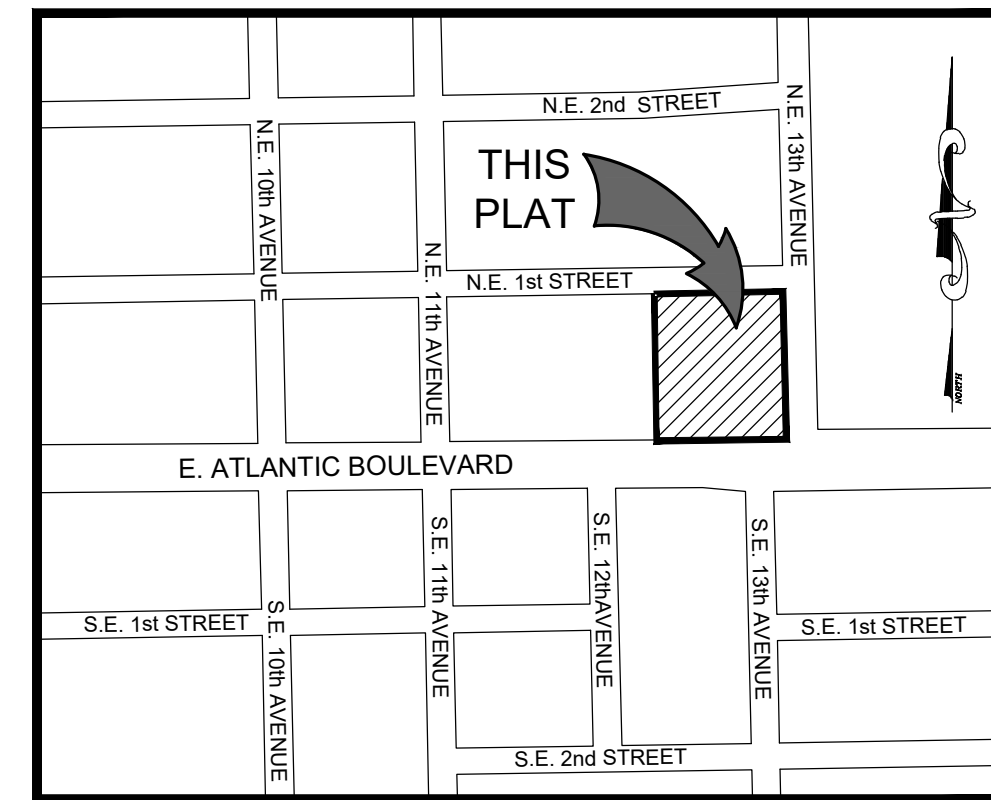 N.E. 2nd STREET
N.E. 13th AVENUE
N.E. 10th AVENUE
THIS
PLAT
N.E. 11th AVENUE
N.E. 1st STREET
NORTH
E. ATLANTIC BOULEVARD
S.E. 11th AVENUE
S.E. 12thAVENUE
S.E. 13th AVENUE
S.E. 10th AVENUE
S.E. 1st STREET
S.E. 1st STREET
S.E. 2nd STREET